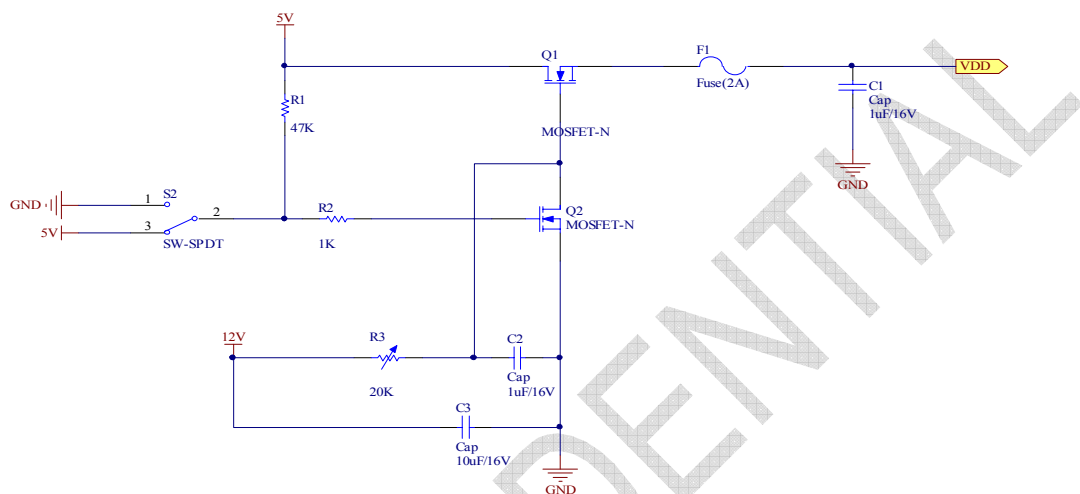 5V
Q1
F1
Fuse(2A)
VDD
R1
47K
C1
Cap
1uF/16V
MOSFET-N
GND
GND
1
S2
2
5V
3
SW-SPDT
R2
1K
Q2
MOSFET-N
12V
R3
20K
C2
Cap
1uF/16V
C3
Cap
10uF/16V
GND
DENTIAL